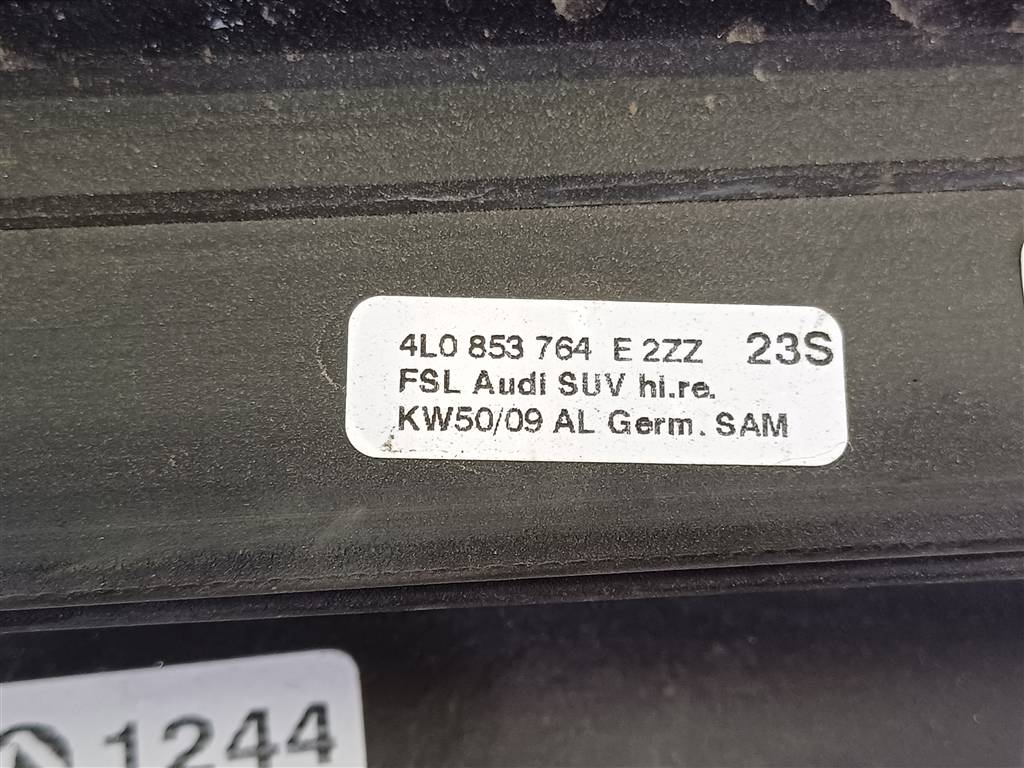 4L0 853 764 E 2ZZ 23S
FSL Audi SUV hi.re.
KW50/09 AL Germ. SAM
1244